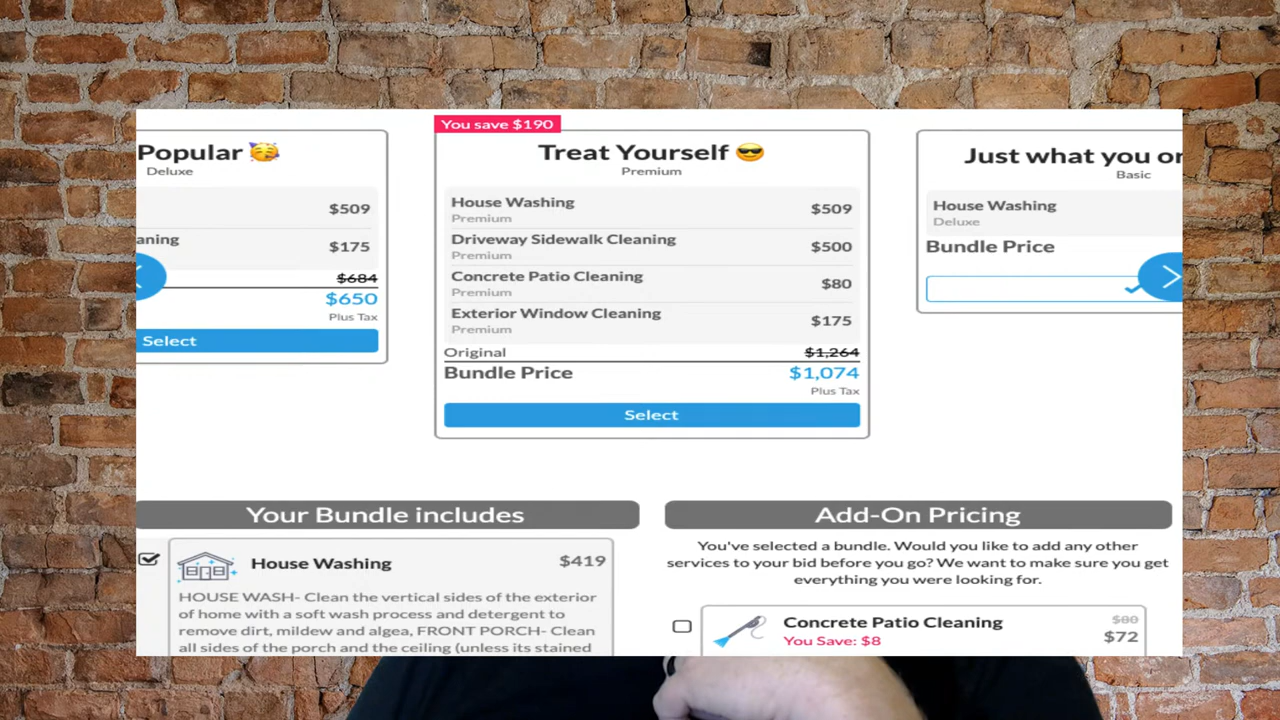 You save $190
Popular 🥳
Deluxe
$509
aning
$175
$684
$650
Plus Tax
Select
Treat Yourself 😎
Premium
House Washing
$509
Premium
Driveway Sidewalk Cleaning
$500
Premium
Concrete Patio Cleaning
$80
Premium
Exterior Window Cleaning
$175
Premium
Original
$1,264
Bundle Price
$1,074
Plus Tax
Select
Just what you or
Basic
House Washing
Deluxe
Bundle Price
Your Bundle includes
House Washing
$419
HOUSE WASH- Clean the vertical sides of the exterior
of home with a soft wash process and detergent to
remove dirt, mildew and algea, FRONT PORCH- Clean
all sides of the porch and the ceiling (unless its stained
Add-On Pricing
You've selected a bundle. Would you like to add any other
services to your bid before you go? We want to make sure you get
everything you were looking for.
Concrete Patio Cleaning
$80
You Save: $8
$72